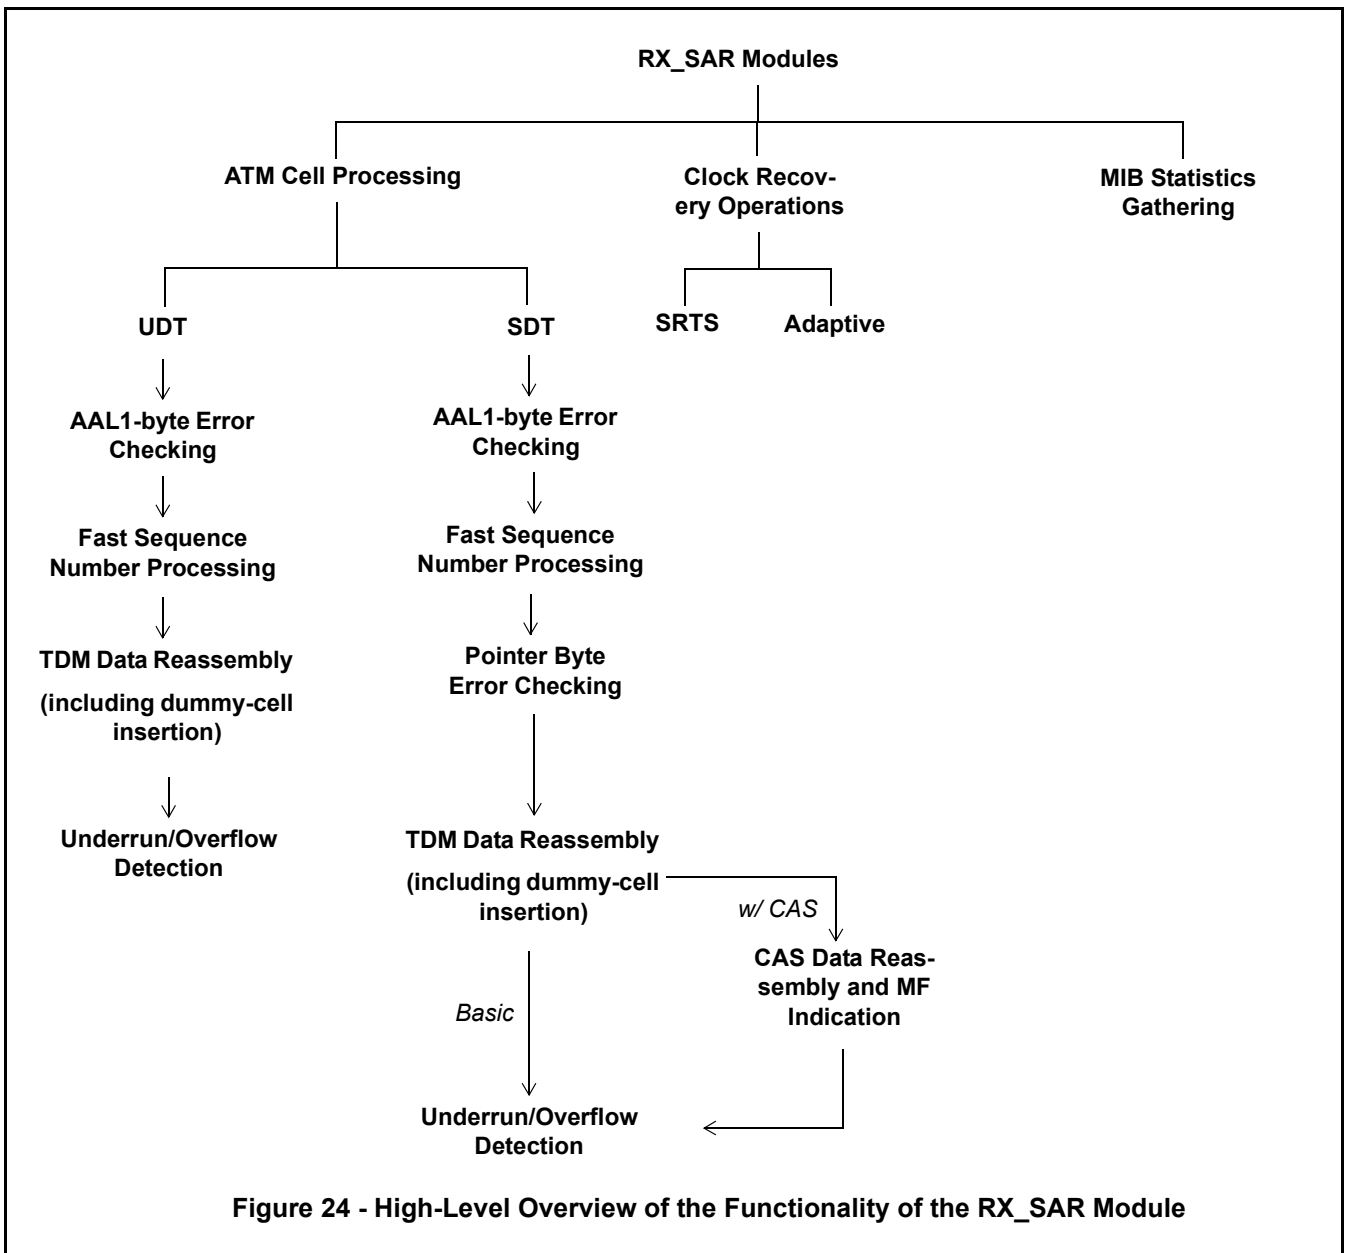 RX_SAR Modules
ATM Cell Processing
Clock Recov-
ery Operations
MIB Statistics
Gathering
UDT
SDT
SRTS
Adaptive
AAL1-byte Error
Checking
Fast Sequence
Number Processing
TDM Data Reassembly
(including dummy-cell
insertion)
Underrun/Overflow
Detection
AAL1-byte Error
Checking
Fast Sequence
Number Processing
Pointer Byte
Error Checking
TDM Data Reassembly
(including dummy-cell
insertion)
w/ CAS
CAS Data Reas-
sembly and MF
Indication
Basic
Underrun/Overflow
Detection
Figure 24 - High-Level Overview of the Functionality of the RX_SAR Module